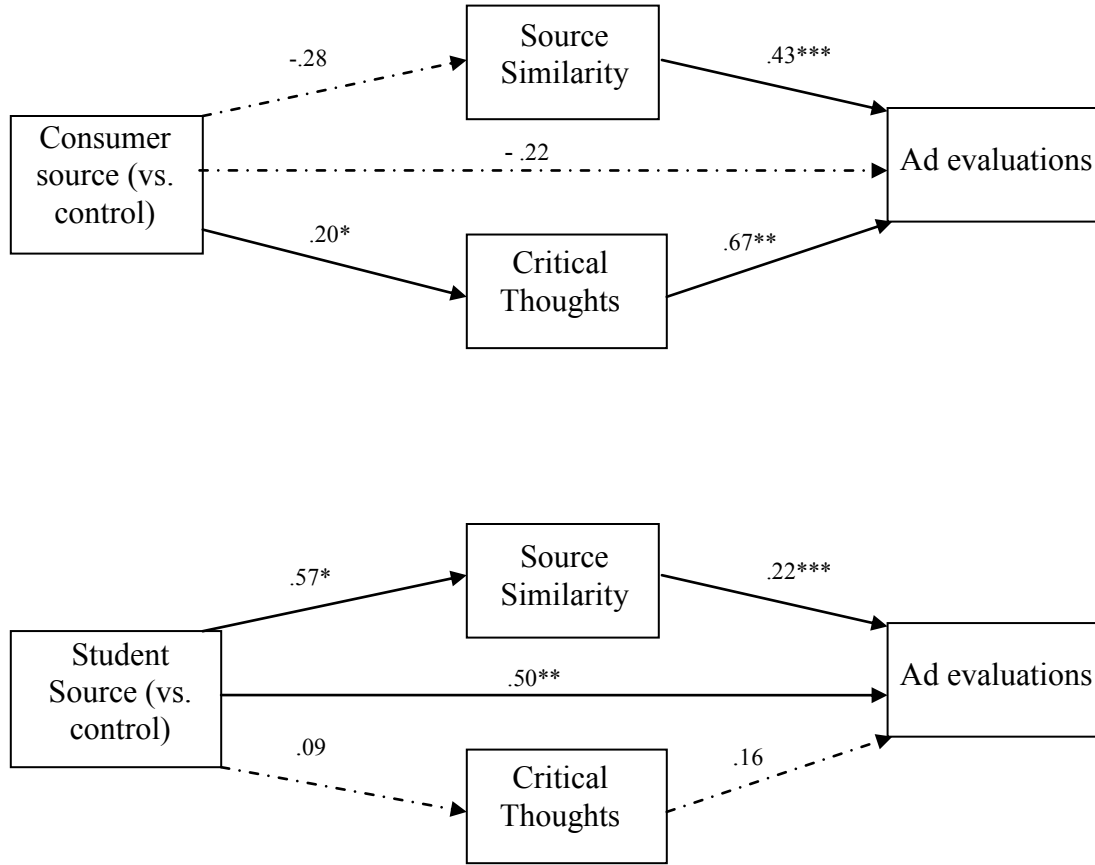 Source
Similarity
-.28
.43***
Consumer
source (vs.
control)
- .22
Ad evaluations
.20*
.67**
Critical
Thoughts
Source
Similarity
.57*
.22***
Student
Source (vs.
control)
.50**
Ad evaluations
.09
.16
Critical
Thoughts